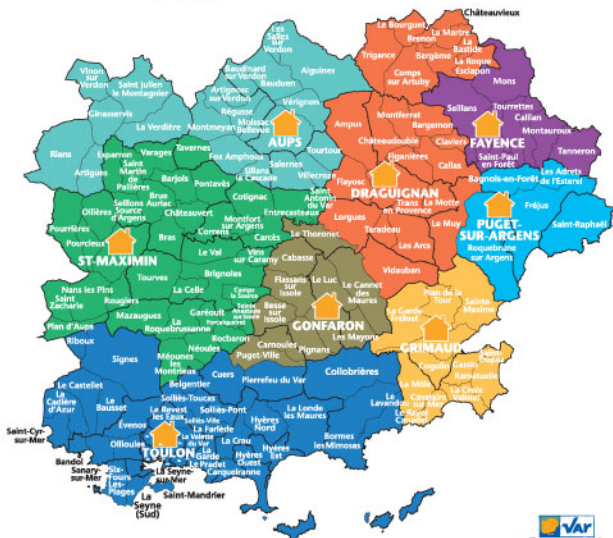 Châteauvieux
Le Bourguet
La Martre
Brenon
La
Bastide
Trigance
Bargème
La Roque
Esclapon
Comps
sur Artuby
Les
Salles
sur
Verdon
Baudinard
sur Verdon
Aiguines
Bauduen
Artignosc
sur Verdon
Vinon
sur
Verdon
Saint Julien
le Montagnier
Vérignon
Régusse
Moissac
Bellevue
Ginasservis
La Verdière
Montmeyan
AUPS
Tourtour
Fox Amphoux
Salernes
Sillans
La Cascade
Villecroze
Rians
Artigues
Mons
Seillans
Tourrettes
Callian
Montauroux
FAYENCE
Tanneron
Saint-Paul
en Forêt
Montferrat
Ampus
Bargemon
Châteaudouble
Claviers
Figanières
Callas
Flayosc
DRAGUIGNAN
Trans
en Provence
La Motte
Lorgues
Le Muy
Taradeau
Les Arcs
Vidauban
Bagnols-en-Forêt
Les Adrets
de l'Esterel
Fréjus
Saint-Raphaël
PUGET-
SUR-ARGENS
Roquebrune
sur Argens
Esparron
Varages
Tavernes
Saint
Martin
de
Pallières
Barjols
Pontevès
Brue
Auriac
Cotignac
Saint
Antonin
du Var
Ollières
Seillons
Source
d'Argens
Châteauvert
Montfort
sur Argens
Entrecasteaux
Pourrières
Pourcieux
Bras
Correns
Carcès
ST-MAXIMIN
Le Val
Vins
sur Caramy
Le Thoronet
Tourves
Brignoles
Nans les Pins
Saint
Zacharie
La Celle
Camps
la Source
Rougiers
Sainte
Anastasie
sur Issole
Garéoult
Forcalqueiret
Plan d'Aups
Mazaugues
La
Roquebrussanne
Rocbaron
Néoules
Méounes
les
Montrieux
Cabasse
Flassans
sur
Issole
Le Luc
Le Cannet
des
Maures
Besse
sur
Issole
GONFARON
Les Mayons
Carnoules
Puget-Ville
Pignans
Plan de la
Tour
Sainte-
Maxime
La Garde
Freinet
GRIMAUD
Cogolin
Gassin
Ramatuelle
La Môle
La Croix
Valmer
Cavalaire
sur Mer
Le Rayol
Canadel
Riboux
Signes
Belgentier
Cuers
Pierrefeu du Var
Collobrières
Le Castellet
La
Cadière
d'Azur
Le
Bausset
Solliès-Toucas
Solliès-Pont
Le Revest
les Eaux
Solliès-Ville
La Farlède
Évenos
Ollioules
La Valette
du Var
TOULON
La Crau
Hyères
Nord
La Londe
les Maures
Le
Lavandou
Bormes
les Mimosas
La
Garde
Hyères
Ouest
Hyères
Est
Le Pradet
Carqueiranne
Saint-Cyr-
sur-Mer
Bandol
Sanary-
sur-Mer
Six-
Fours
Les-
Plages
La Seyne-
sur-Mer
Saint-Mandrier
La
Seyne
(Sud)
Var